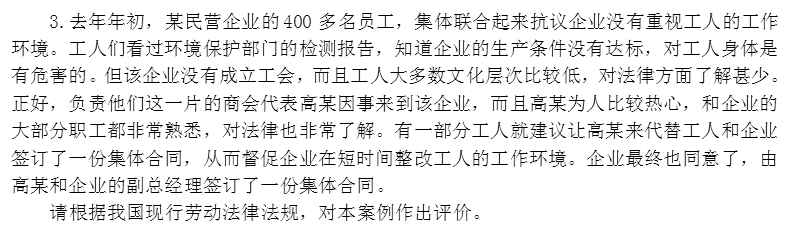 3.去年年初，某民营企业的400多名员工，集体联合起来抗议企业没有重视工人的工作
环境。工人们看过环境保护部门的检测报告，知道企业的生产条件没有达标，对工人身体是
有危害的。但该企业没有成立工会，而且工人大多数文化层次比较低，对法律方面了解甚少。
正好，负责他们这一片的商会代表高某因事来到该企业，而且高某为人比较热心，和企业的
大部分职工都非常熟悉，对法律也非常了解。有一部分工人就建议让高某来代替工人和企业
签订了一份集体合同，从而督促企业在短时间整改工人的工作环境。企业最终也同意了，由
高某和企业的副总经理签订了一份集体合同。
请根据我国现行劳动法律法规，对本案例作出评价。